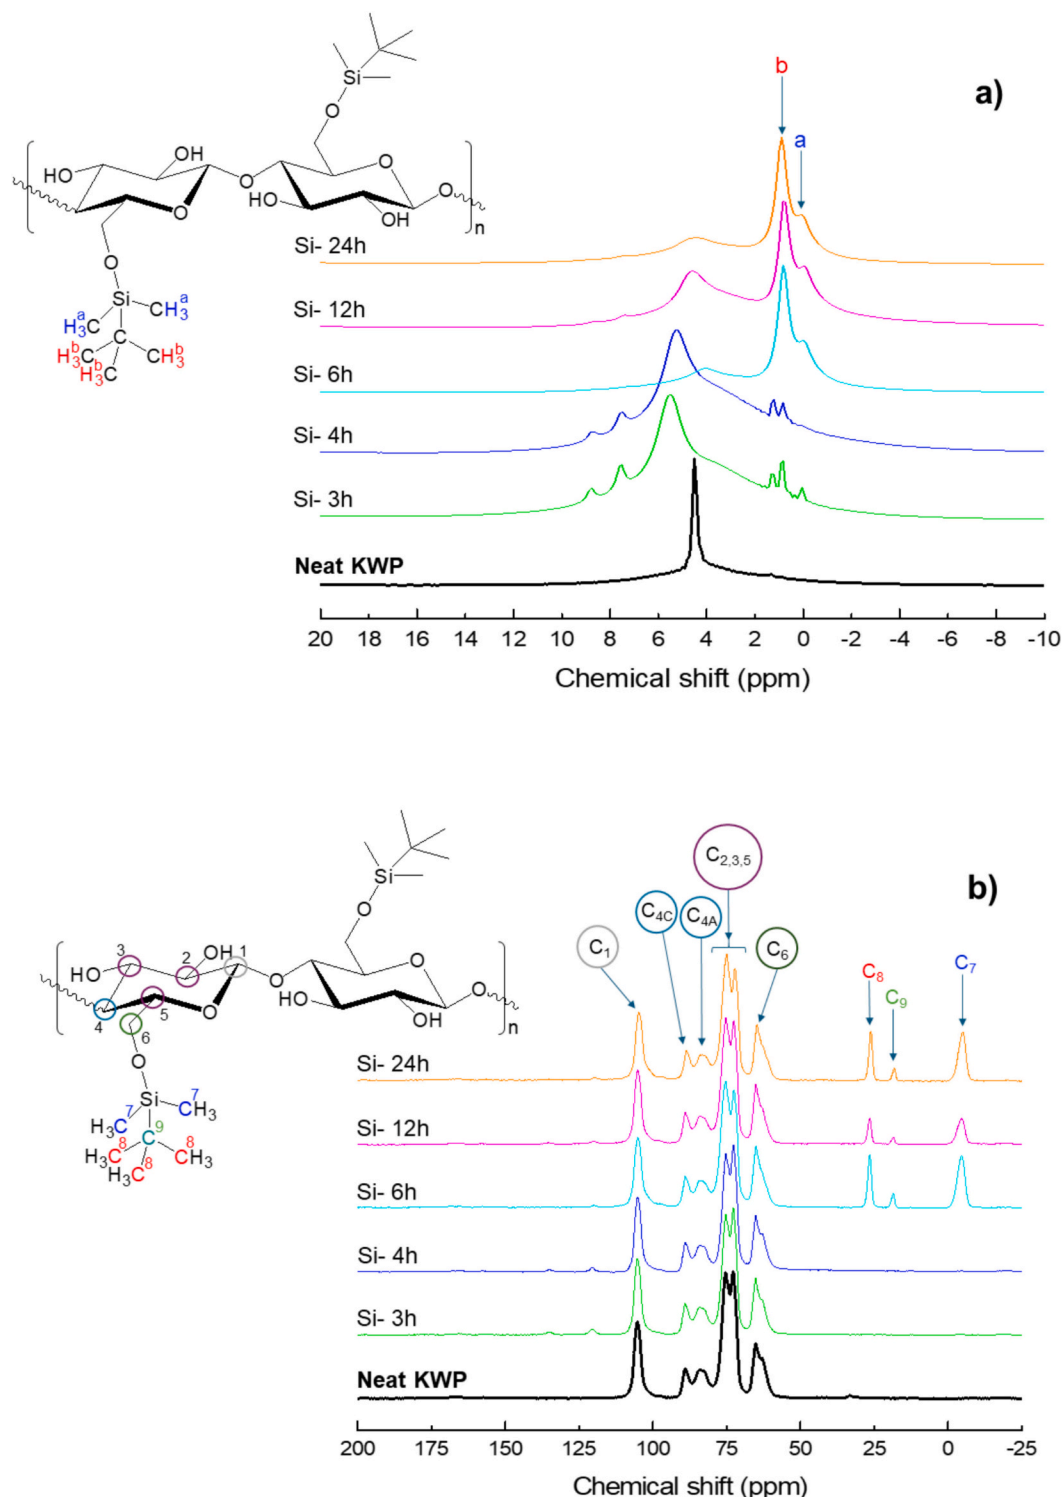 b
a)
a
Si
O
OH
HO
O
O
O
HO
OH
O
n
O
Si
H3C^a
CH3^a
C
H3C^b
CH3^b
H3C^b
Si- 24h
Si- 12h
Si- 6h
Si- 4h
Si- 3h
Neat KWP
20 18 16 14 12 10 8 6 4 2 0 -2 -4 -6 -8 -10
Chemical shift (ppm)
b)
C2,3,5
C4C
C4A
C1
C6
C8
C9
C7
Si
O
3
2
OH
1
HO
O
O
O
4
5
6
HO
OH
O
n
O
Si
H3C^7
CH3^7
C^9
H3C^8
CH3^8
H3C^8
Si- 24h
Si- 12h
Si- 6h
Si- 4h
Si- 3h
Neat KWP
200 175 150 125 100 75 50 25 0 -25
Chemical shift (ppm)